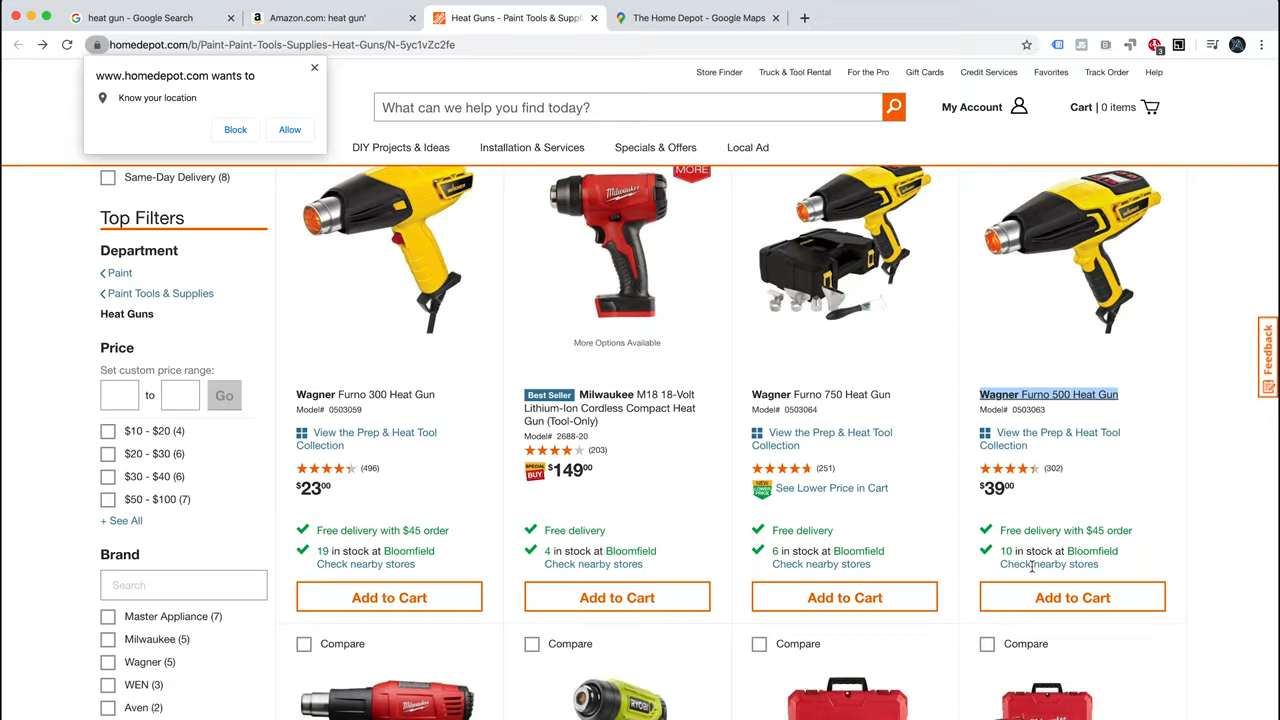 heat gun - Google Search
Amazon.com: heat gun'
Heat Guns - Paint Tools & Suppli
The Home Depot - Google Maps
homedepot.com/b/Paint-Paint-Tools-Supplies-Heat-Guns/N-5yc1vZc2fe
www.homedepot.com wants to
Know your location
Block
Allow
Store Finder
Truck & Tool Rental
For the Pro
Gift Cards
Credit Services
Favorites
Track Order
Help
What can we help you find today?
My Account
Cart | 0 items
DIY Projects & Ideas
Installation & Services
Specials & Offers
Local Ad
Same-Day Delivery (8)
Top Filters
Department
Paint
Paint Tools & Supplies
Heat Guns
Price
Set custom price range:
to
Go
$10 - $20 (4)
$20 - $30 (6)
$30 - $40 (6)
$50 - $100 (7)
+ See All
Brand
Search
Master Appliance (7)
Milwaukee (5)
Wagner (5)
WEN (3)
Aven (2)
Wagner Furno 300 Heat Gun
Model# 0503059
View the Prep & Heat Tool
Collection
(496)
$2300
Free delivery with $45 order
19 in stock at Bloomfield
Check nearby stores
Add to Cart
Compare
MORE
Milwaukee
More Options Available
Best Seller Milwaukee M18 18-Volt
Lithium-Ion Cordless Compact Heat
Gun (Tool-Only)
Model# 2688-20
(203)
SPECIAL
BUY
$14900
Free delivery
4 in stock at Bloomfield
Check nearby stores
Add to Cart
Compare
RYOBI
Wagner Furno 750 Heat Gun
Model# 0503064
View the Prep & Heat Tool
Collection
(251)
NEW
LOWER
PRICE
See Lower Price in Cart
Free delivery
6 in stock at Bloomfield
Check nearby stores
Add to Cart
Compare
Wagner Furno 500 Heat Gun
Model# 0503063
View the Prep & Heat Tool
Collection
(302)
$3900
Free delivery with $45 order
10 in stock at Bloomfield
Check nearby stores
Add to Cart
Compare
Feedback
3